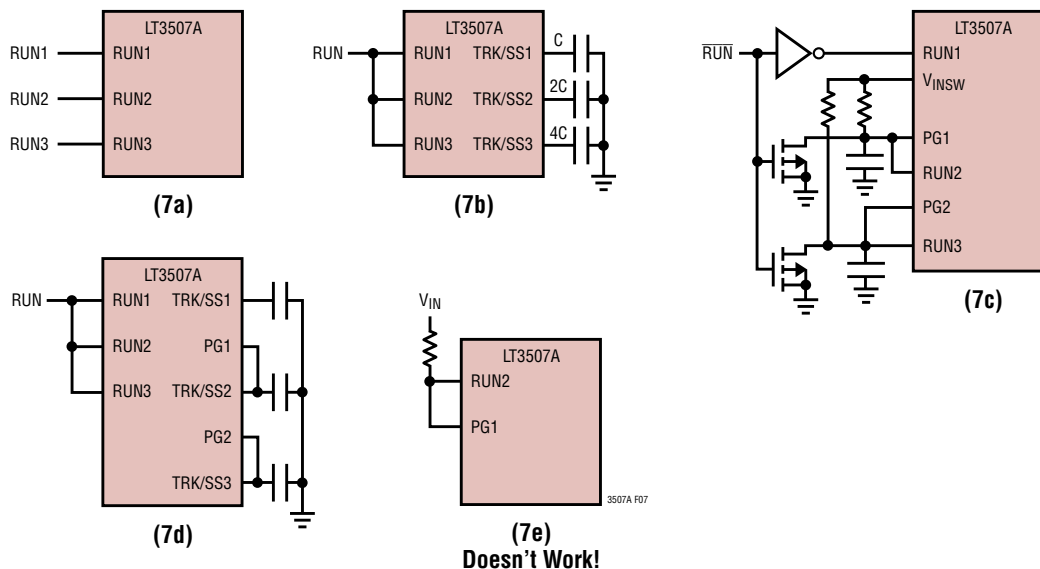 LT3507A
RUN1 RUN1
RUN2 RUN2
RUN3 RUN3
(7a)
LT3507A
RUN RUN1 TRK/SS1 C
RUN2 TRK/SS2 2C
RUN3 TRK/SS3 4C
(7b)
LT3507A
RUN RUN1
VINSW
PG1
RUN2
PG2
RUN3
(7c)
LT3507A
RUN RUN1 TRK/SS1
RUN2 PG1
RUN3 TRK/SS2
PG2
TRK/SS3
(7d)
VIN
LT3507A
RUN2
PG1
3507A F07
(7e)
Doesn't Work!